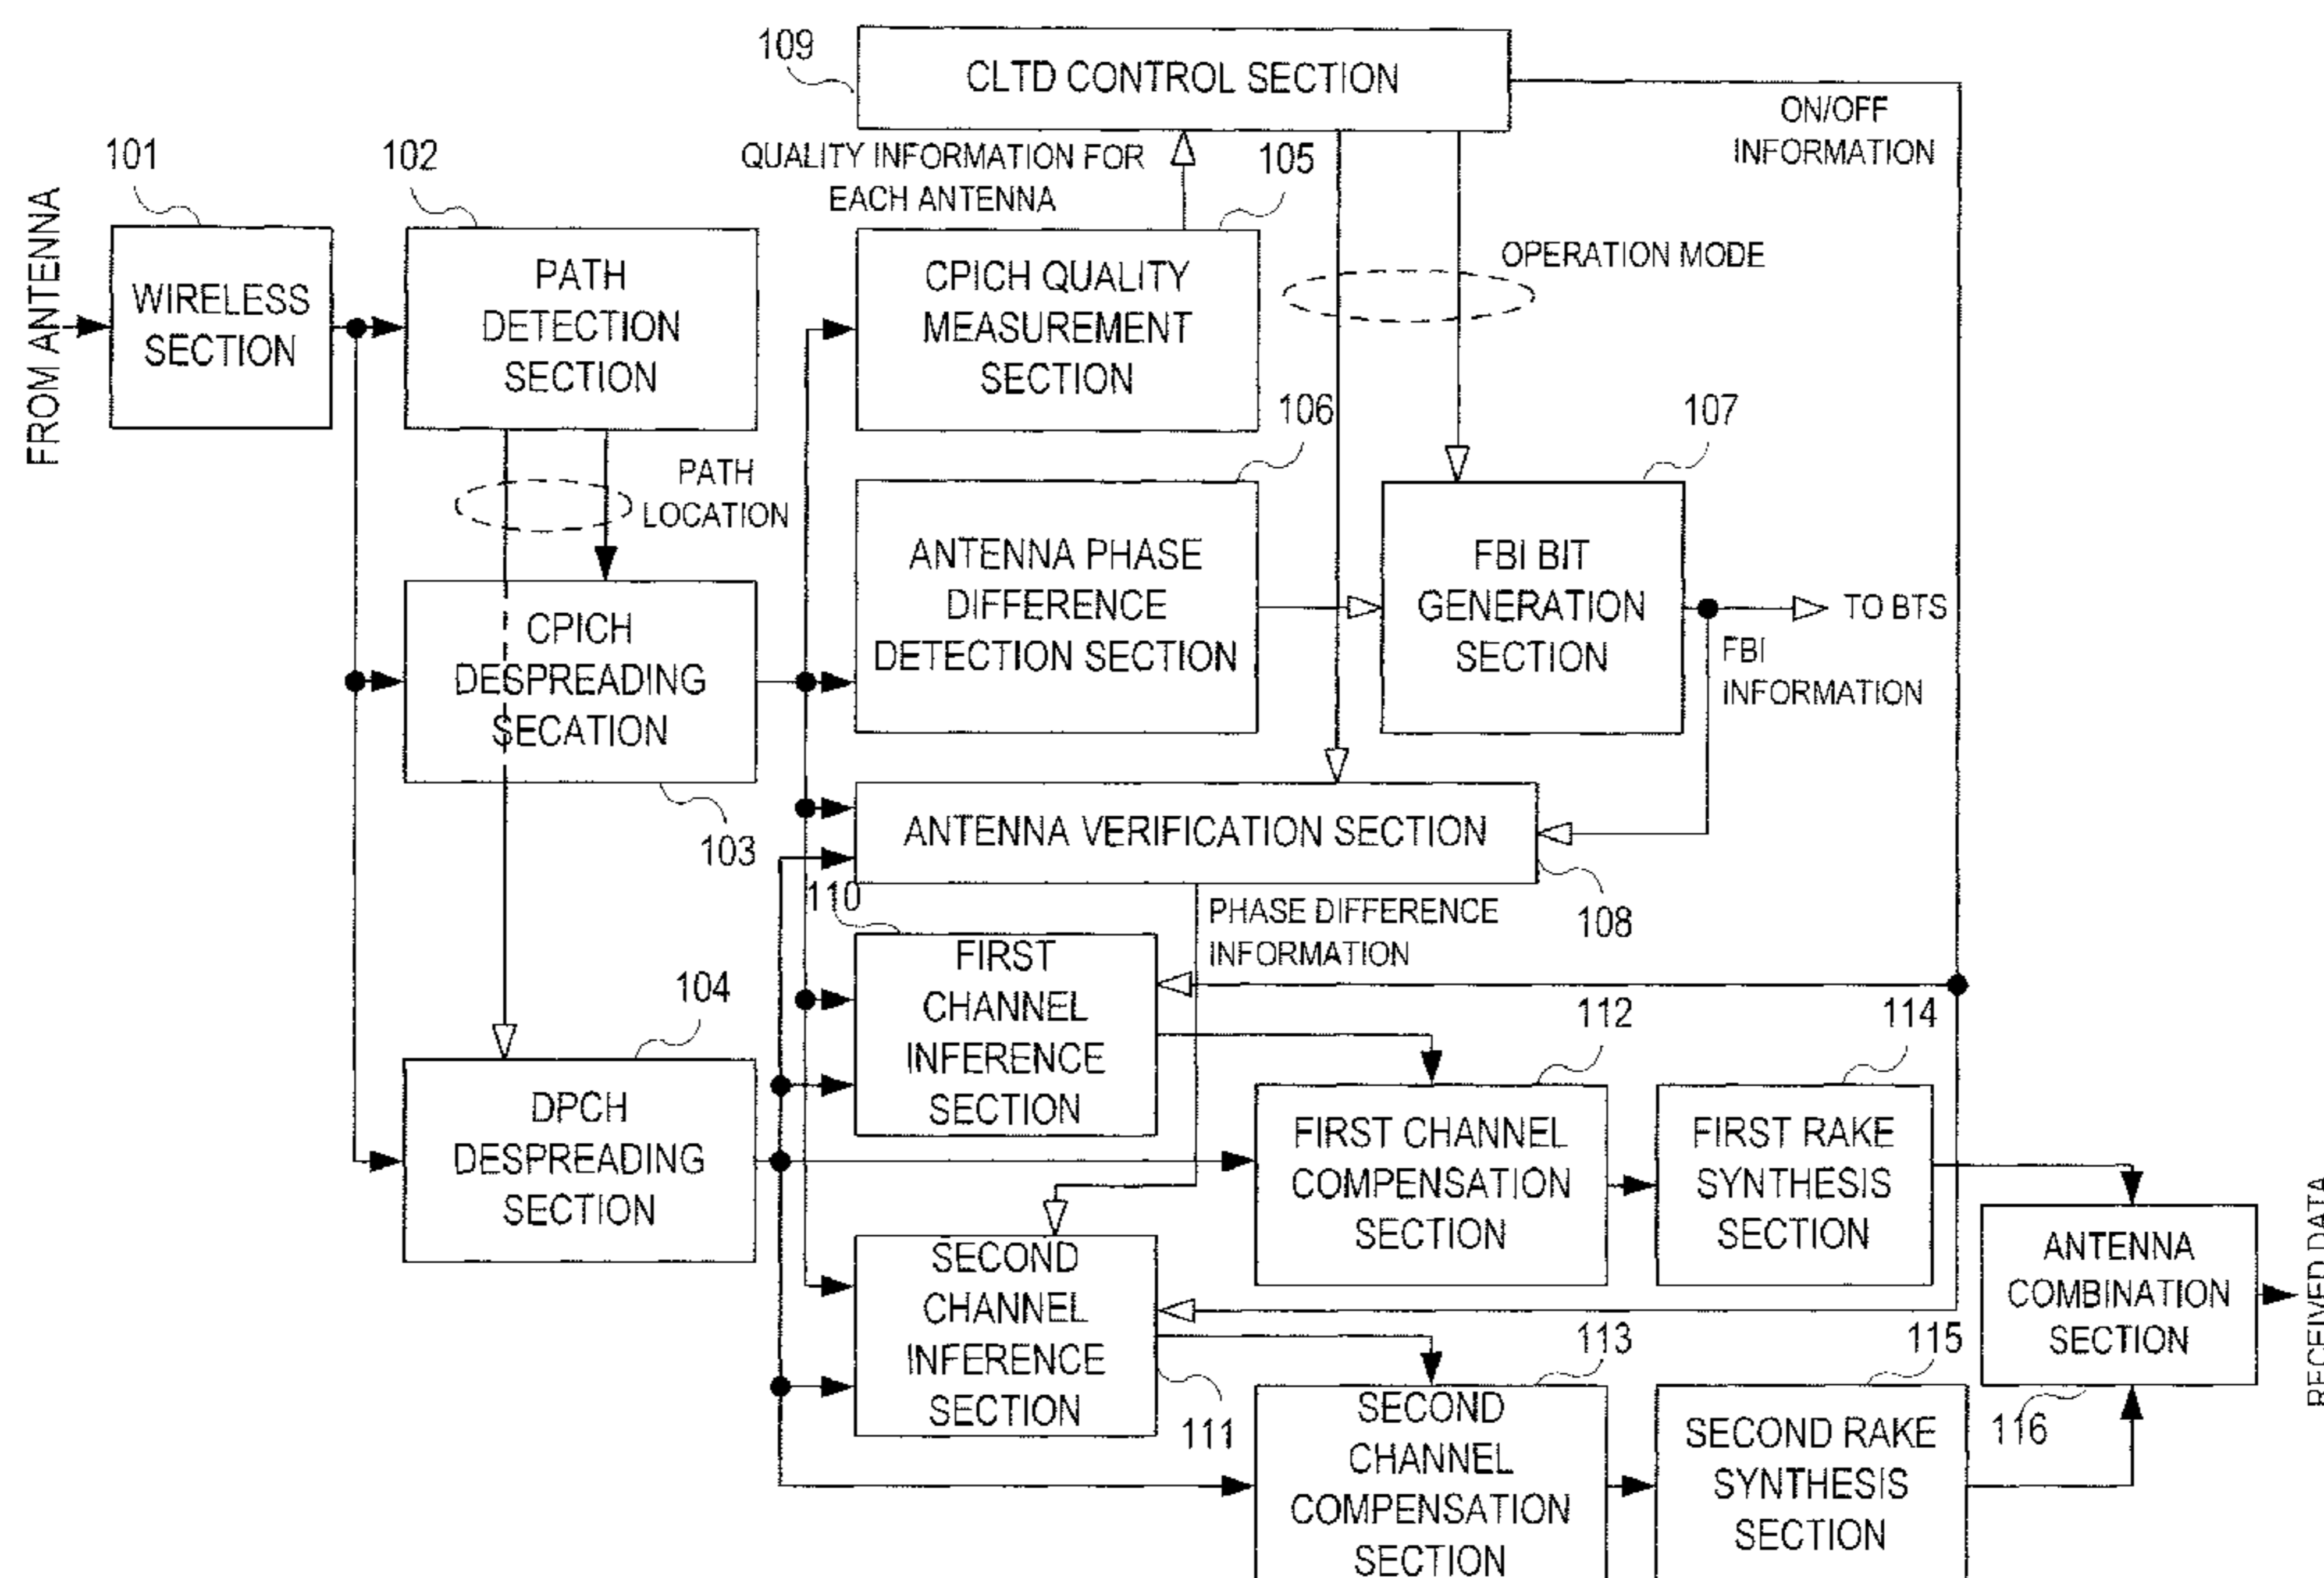 109
CLTD CONTROL SECTION
ON/OFF
INFORMATION
101
102
QUALITY INFORMATION FOR
EACH ANTENNA
105
FROM ANTENNA
WIRELESS
SECTION
PATH
DETECTION
SECTION
CPICH QUALITY
MEASUREMENT
SECTION
OPERATION MODE
106
107
PATH
LOCATION
ANTENNA PHASE
DIFFERENCE
DETECTION SECTION
FBI BIT
GENERATION
SECTION
TO BTS
FBI
INFORMATION
CPICH
DESPREADING
SECATION
103
ANTENNA VERIFICATION SECTION
108
110
PHASE DIFFERENCE
INFORMATION
FIRST
CHANNEL
INFERENCE
SECTION
104
112
114
DPCH
DESPREADING
SECTION
FIRST CHANNEL
COMPENSATION
SECTION
FIRST RAKE
SYNTHESIS
SECTION
SECOND
CHANNEL
INFERENCE
SECTION
111
113
115
ANTENNA
COMBINATION
SECTION
116
RECEIVED DATA
SECOND
CHANNEL
COMPENSATION
SECTION
SECOND RAKE
SYNTHESIS
SECTION